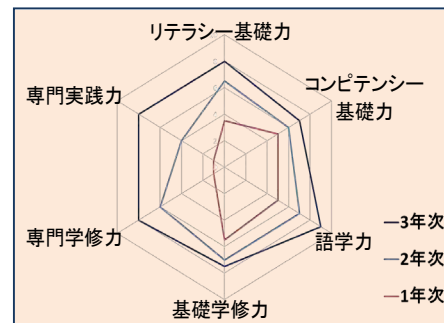 リテラシー基礎力
コンピテンシー
基礎力
語学力
基礎学修力
専門学修力
専門実践力
3年次
2年次
1年次